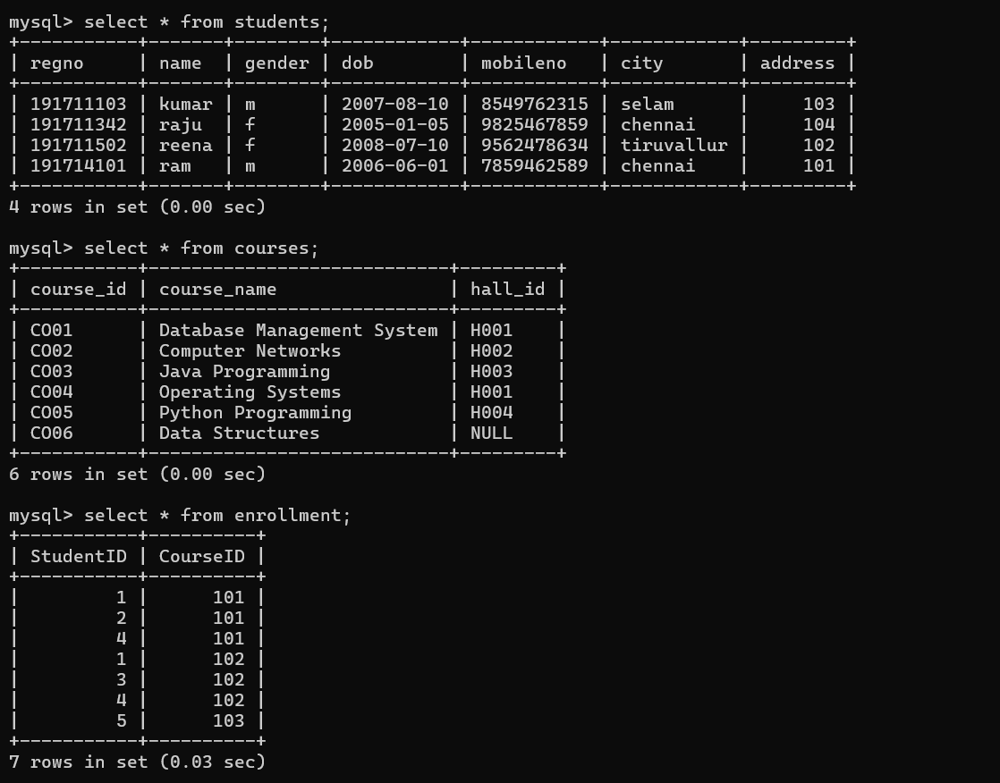 mysql> select * from students;
+-----------+-------+--------+------------+------------+------------+---------+
| regno     | name  | gender | dob        | mobileno   | city       | address |
+-----------+-------+--------+------------+------------+------------+---------+
| 191711103 | kumar | m      | 2007-08-10 | 8549762315 | selam      |     103 |
| 191711342 | raju  | f      | 2005-01-05 | 9825467859 | chennai    |     104 |
| 191711502 | reena | f      | 2008-07-10 | 9562478634 | tiruvallur |     102 |
| 191714101 | ram   | m      | 2006-06-01 | 7859462589 | chennai    |     101 |
+-----------+-------+--------+------------+------------+------------+---------+
4 rows in set (0.00 sec)

mysql> select * from courses;
+-----------+----------------------------+---------+
| course_id | course_name                | hall_id |
+-----------+----------------------------+---------+
| CO01      | Database Management System | H001    |
| CO02      | Computer Networks          | H002    |
| CO03      | Java Programming           | H003    |
| CO04      | Operating Systems          | H001    |
| CO05      | Python Programming         | H004    |
| CO06      | Data Structures            | NULL    |
+-----------+----------------------------+---------+
6 rows in set (0.00 sec)

mysql> select * from enrollment;
+-----------+----------+
| StudentID | CourseID |
+-----------+----------+
|         1 |      101 |
|         2 |      101 |
|         4 |      101 |
|         1 |      102 |
|         3 |      102 |
|         4 |      102 |
|         5 |      103 |
+-----------+----------+
7 rows in set (0.03 sec)